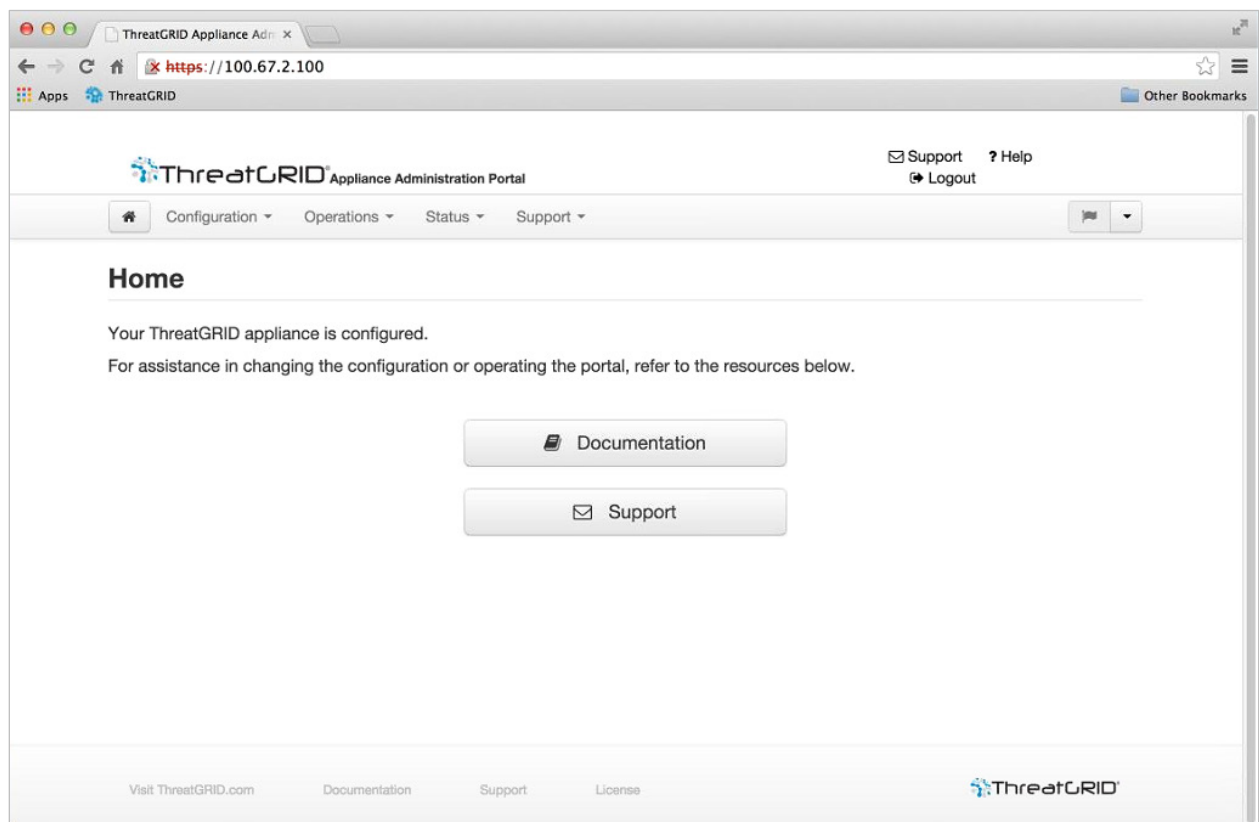 ThreatGRID Appliance Adm
https://100.67.2.100
Apps ThreatGRID Other Bookmarks
ThreatGRID Appliance Administration Portal
Support ? Help
Logout
Configuration Operations Status Support
Home
Your ThreatGRID appliance is configured.
For assistance in changing the configuration or operating the portal, refer to the resources below.
Documentation
Support
Visit ThreatGRID.com Documentation Support License ThreatGRID